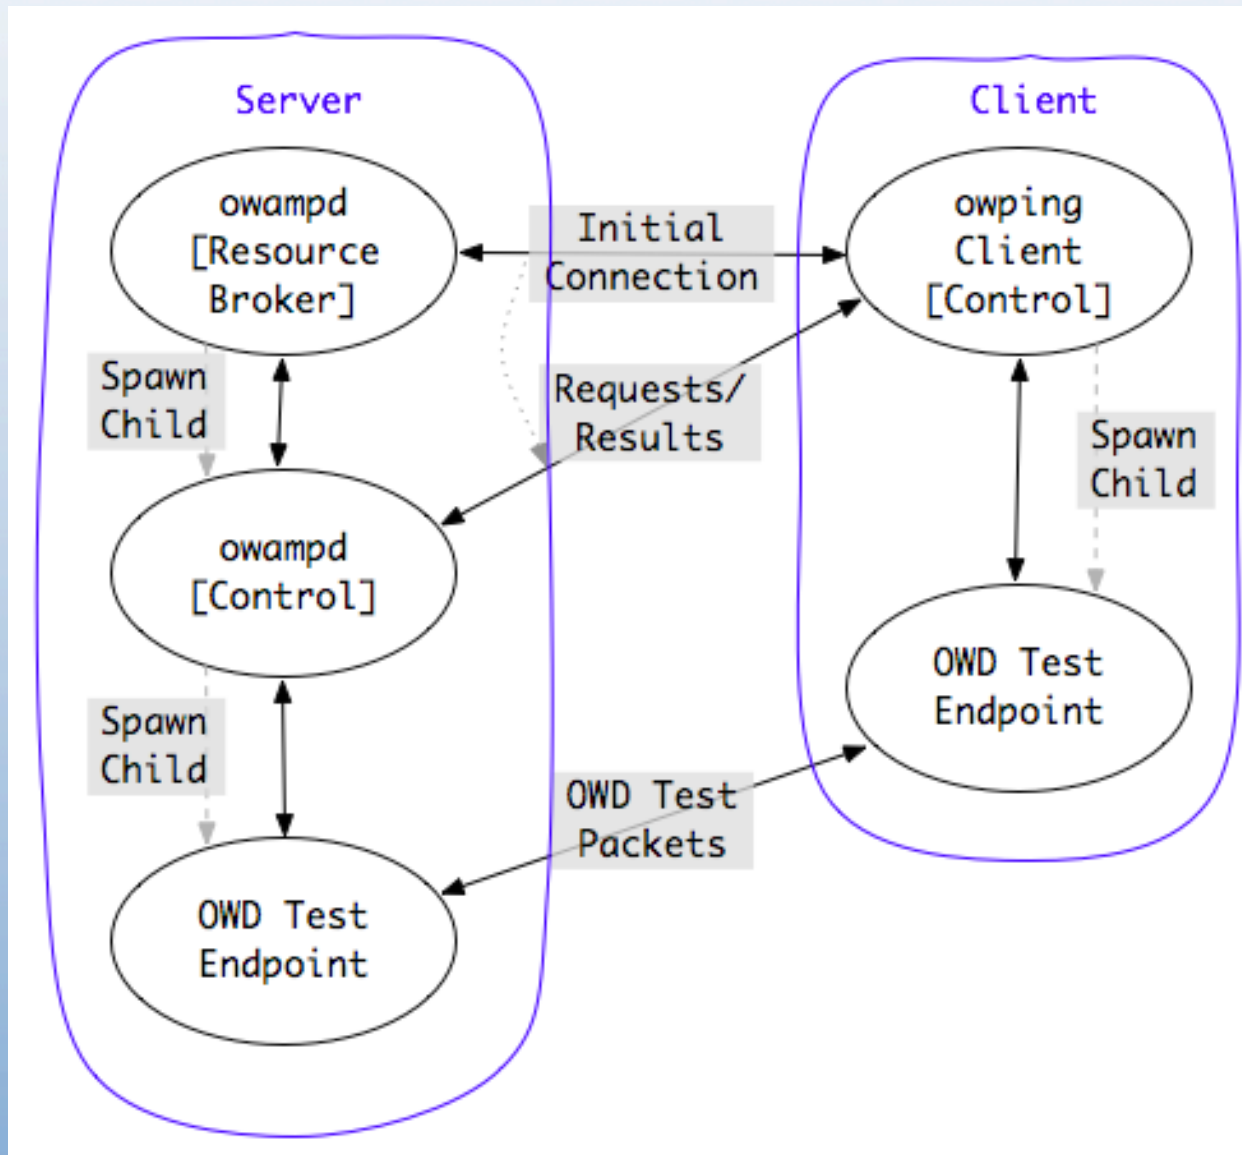 Server
Client
owampd
[Resource
Broker]
Initial
Connection
owping
Client
[Control]
Spawn
Child
Requests/
Results
Spawn
Child
owampd
[Control]
OWD Test
Endpoint
Spawn
Child
OWD Test
Packets
OWD Test
Endpoint